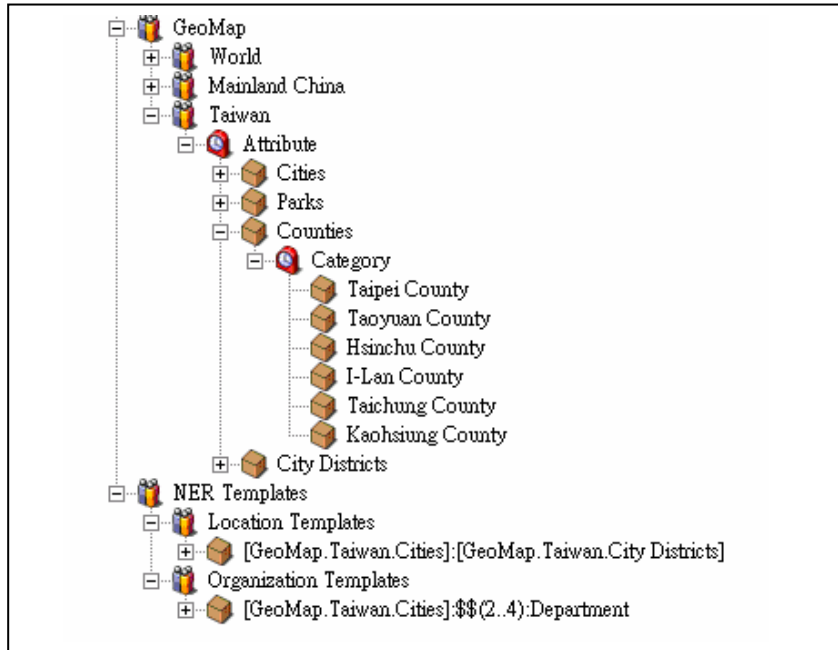 GeoMap
World
Mainland China
Taiwan
Attribute
Cities
Parks
Counties
Category
Taipei County
Taoyuan County
Hsinchu County
I-Lan County
Taichung County
Kaohsiung County
City Districts
NER Templates
Location Templates
[GeoMap.Taiwan.Cities]:[GeoMap.Taiwan.City Districts]
Organization Templates
[GeoMap.Taiwan.Cities]:$$(2..4):Department